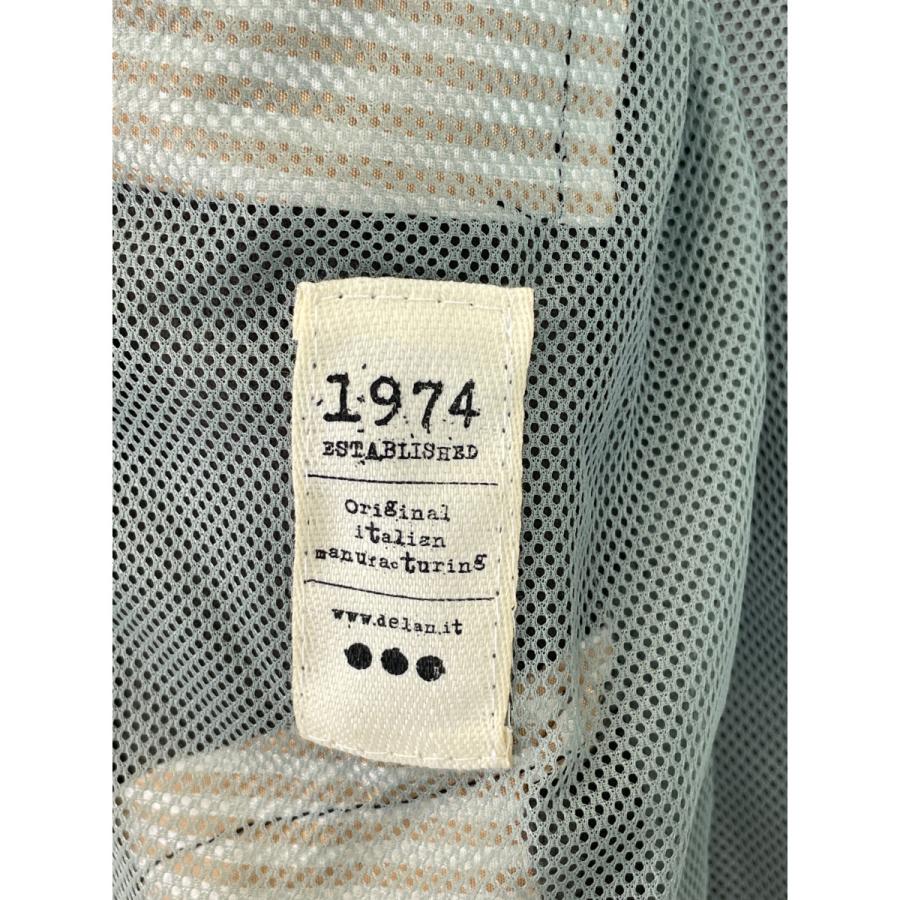 1974
ESTABLISHED
Original
italian
manufacturing
www.delan.it